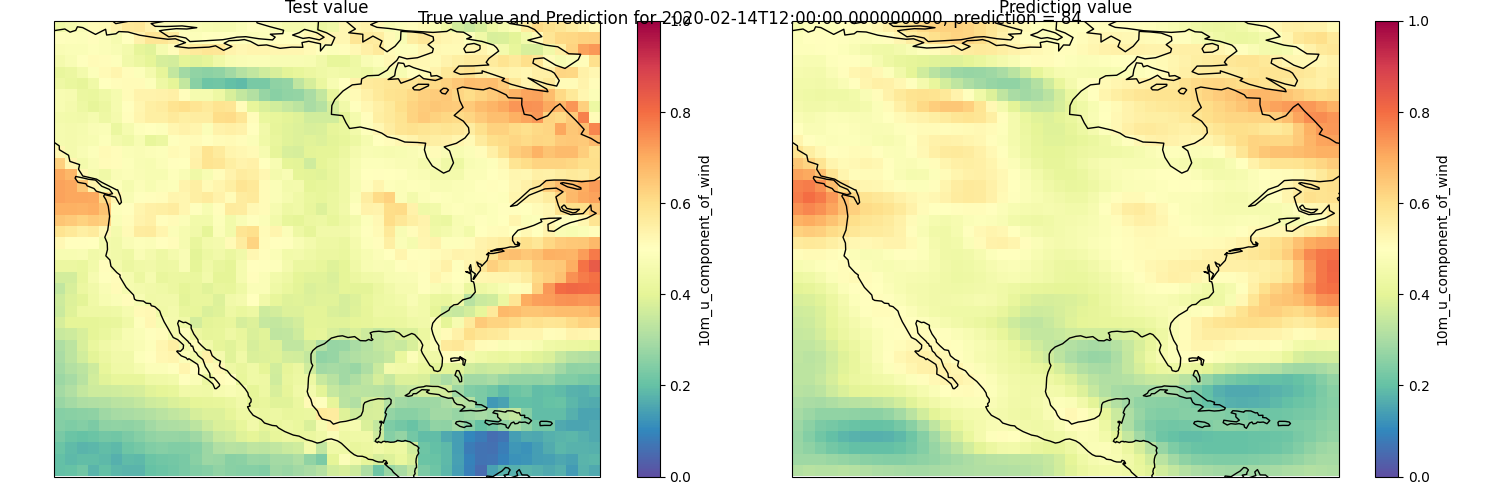 Test value
True value and Prediction for 2020-02-14T12:00:00.000000000, prediction = 84
Prediction value
1.0
0.8
0.6
0.4
0.2
0.0
10m_u_component_of_wind
1.0
0.8
0.6
0.4
0.2
0.0
10m_u_component_of_wind